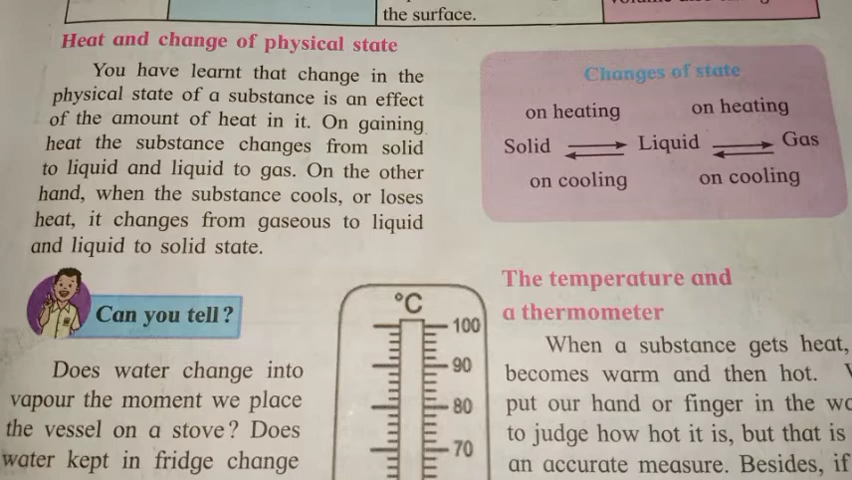 the surface.
Heat and change of physical state
You have learnt that change in the
physical state of a substance is an effect
of the amount of heat in it. On gaining
heat the substance changes from solid
to liquid and liquid to gas. On the other
hand, when the substance cools, or loses
heat, it changes from gaseous to liquid
and liquid to solid state.
Changes of state
on heating on heating
Solid Liquid Gas
on cooling on cooling
Can you tell?
Does water change into
vapour the moment we place
the vessel on a stove? Does
water kept in fridge change
°C
100
90
80
70
The temperature and
a thermometer
When a substance gets heat,
becomes warm and then hot.
put our hand or finger in the
to judge how hot it is, but that is
an accurate measure. Besides, if